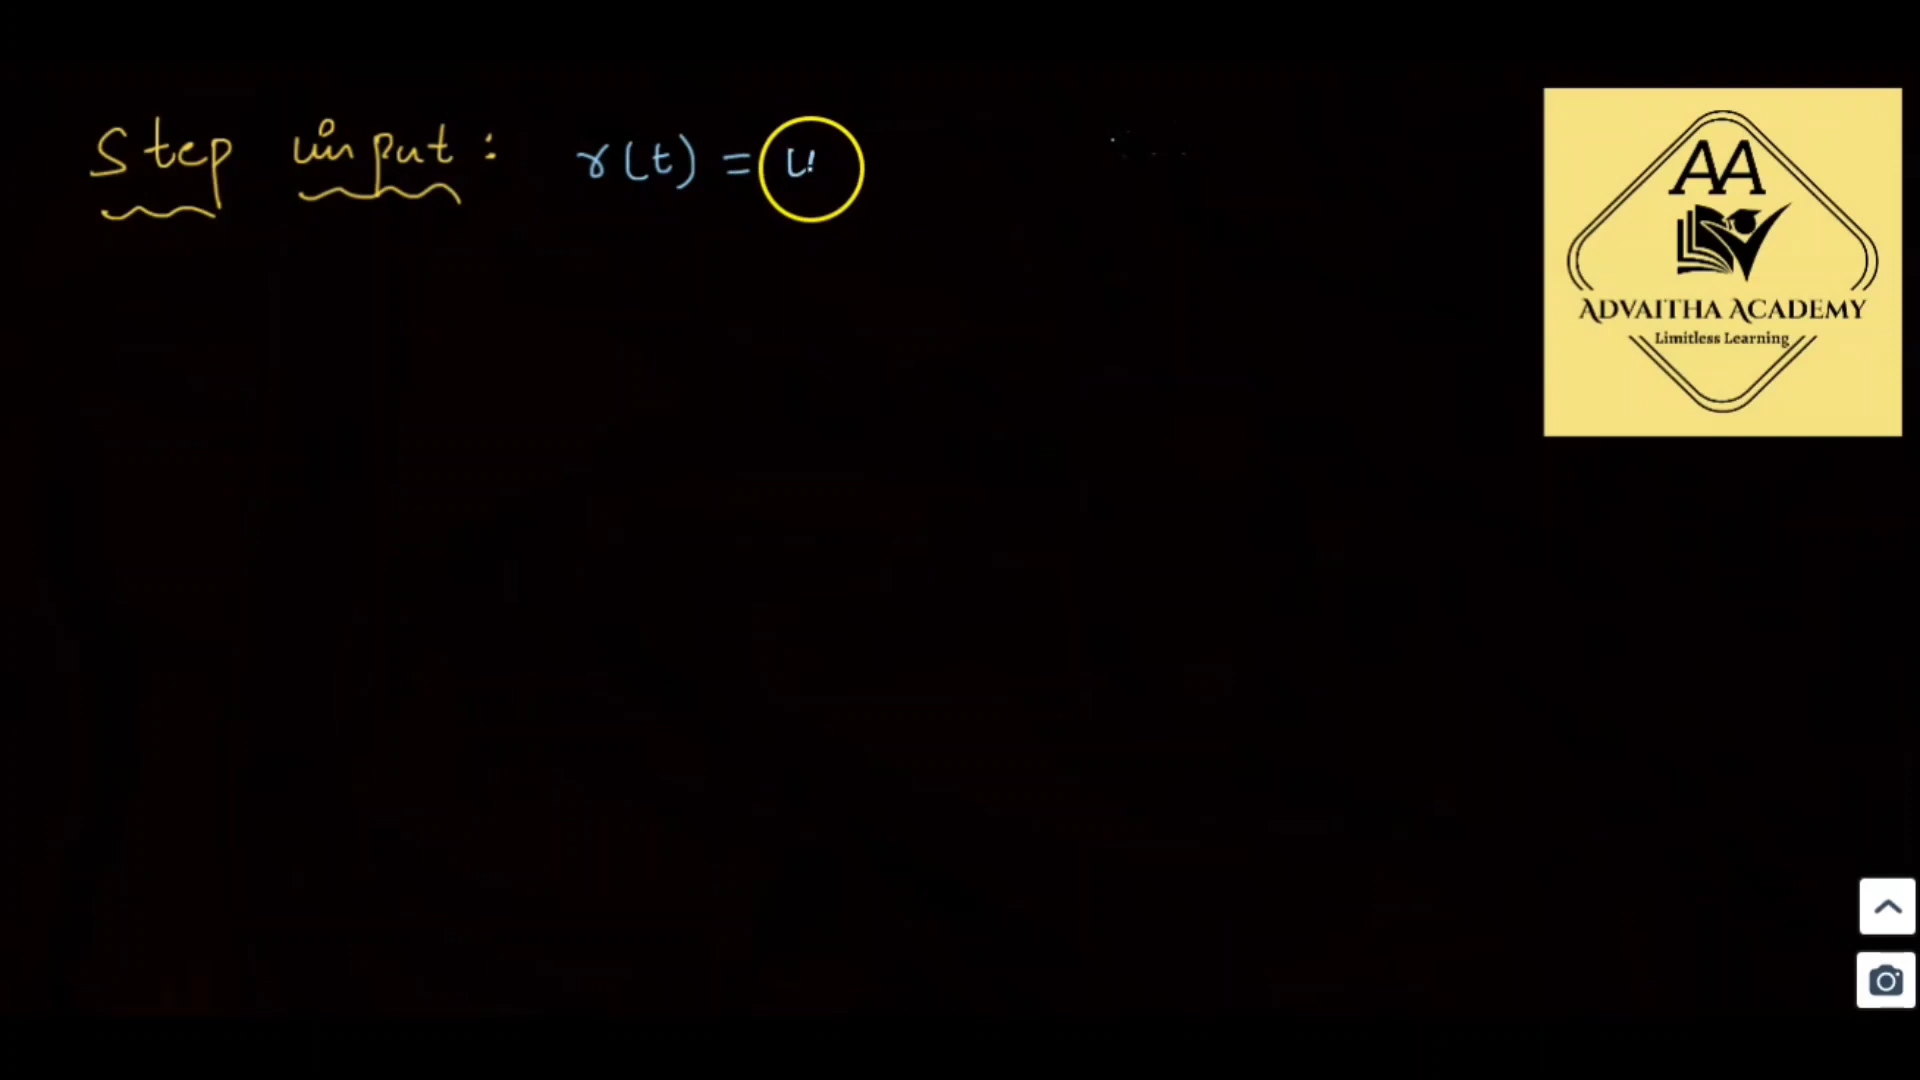 Step input : r(t) = u
AA
ADVAITHA ACADEMY
Limitless Learning